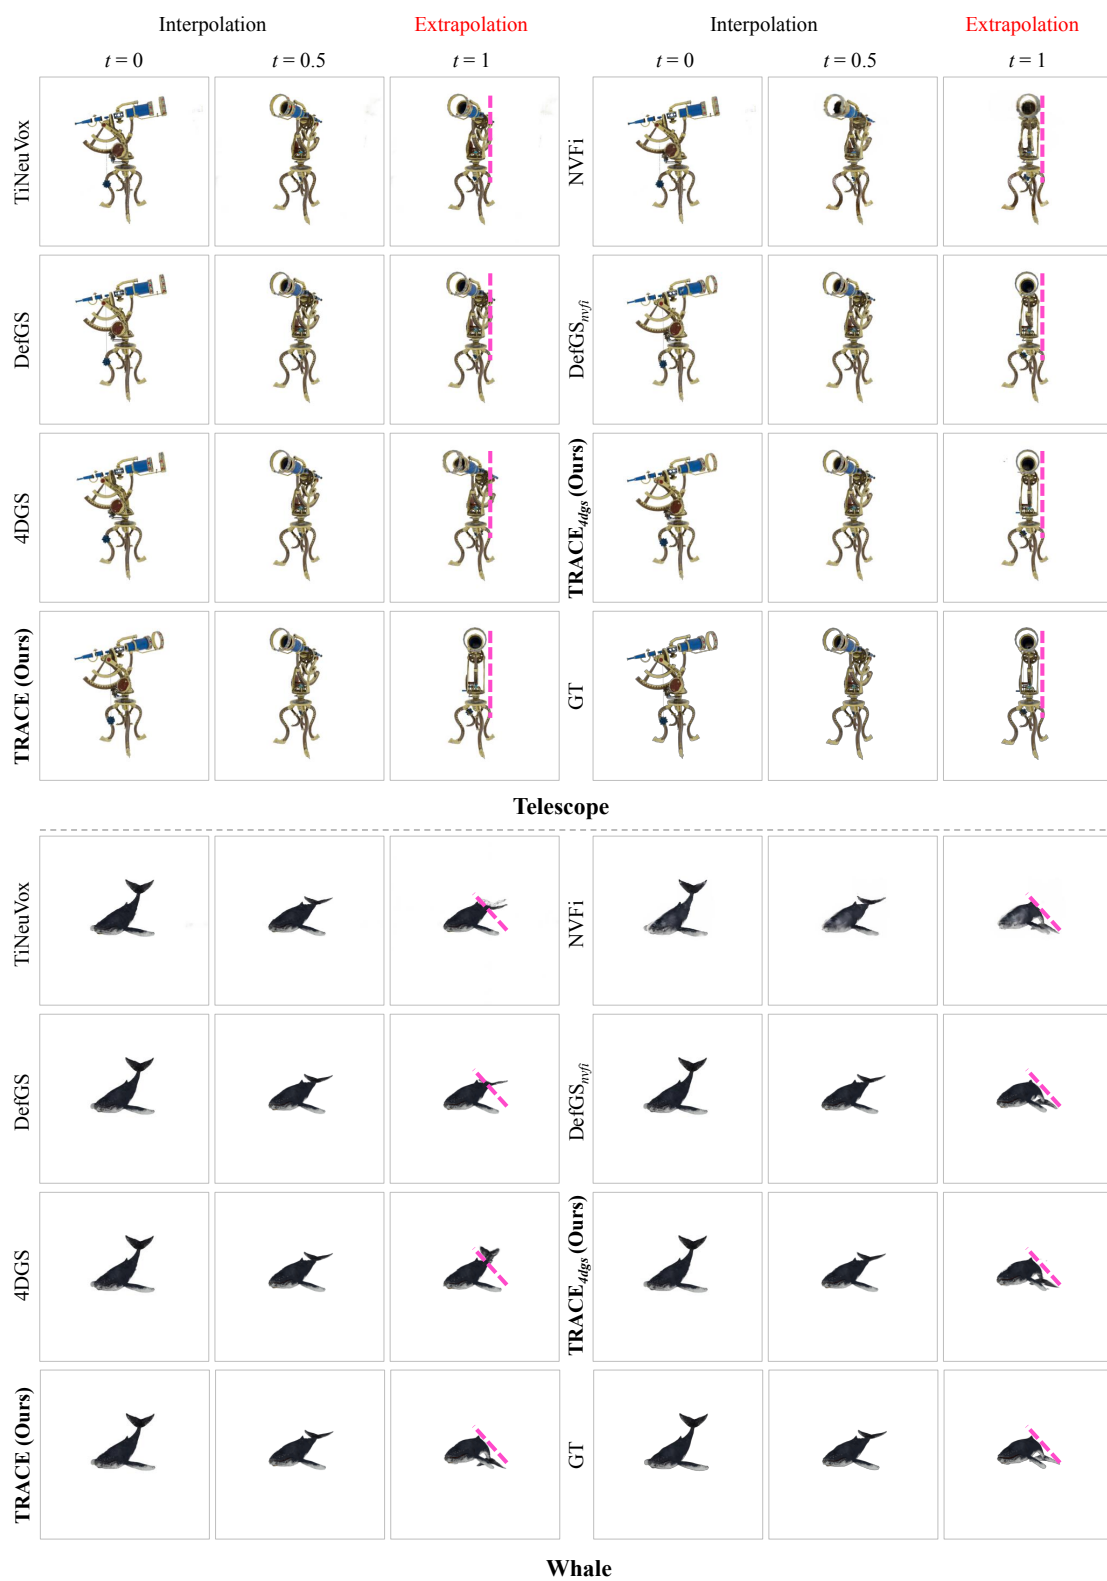 Interpolation Extrapolation Interpolation Extrapolation
t = 0 t = 0.5 t = 1 t = 0 t = 0.5 t = 1
TiNeuVox NVFi
DefGS DefGSnvfi
4DGS TRACE4dgs (Ours)
TRACE (Ours) GT
Telescope
TiNeuVox NVFi
DefGS DefGSnvfi
4DGS TRACE4dgs (Ours)
TRACE (Ours) GT
Whale